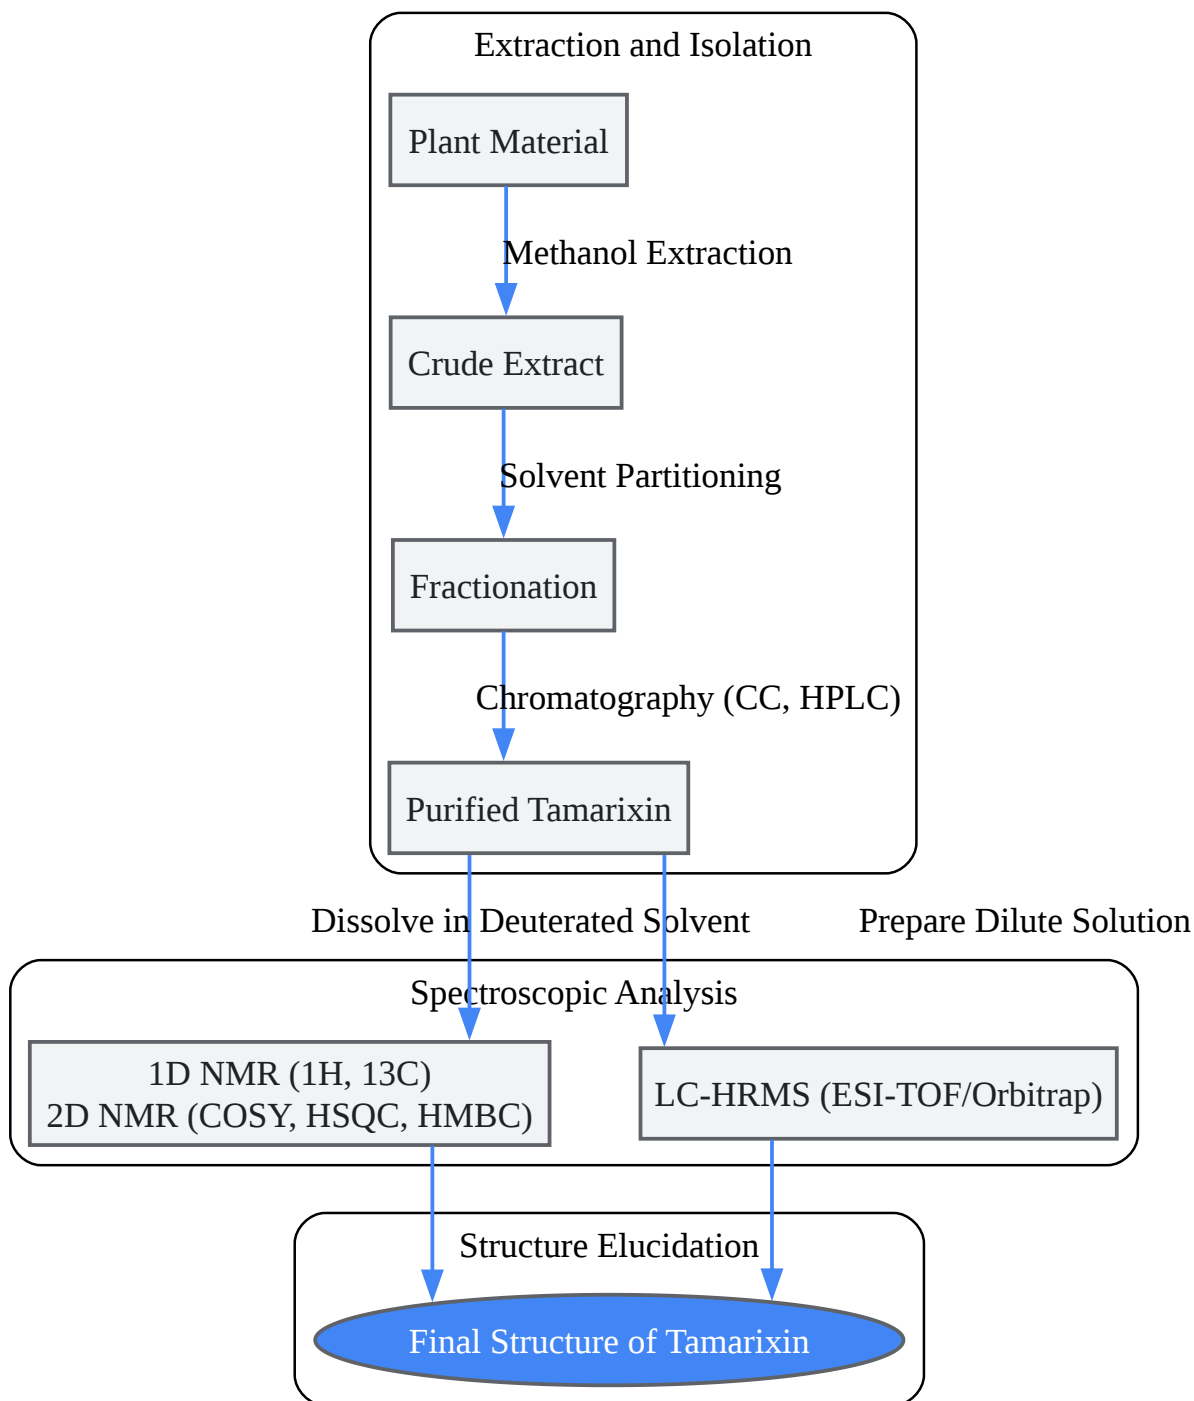 Extraction and Isolation
Plant Material
Methanol Extraction
Crude Extract
Solvent Partitioning
Fractionation
Chromatography (CC, HPLC)
Purified Tamarixin
Dissolve in Deuterated Solvent
Prepare Dilute Solution
Spectroscopic Analysis
1D NMR (1H, 13C)
2D NMR (COSY, HSQC, HMBC)
LC-HRMS (ESI-TOF/Orbitrap)
Structure Elucidation
Final Structure of Tamarixin